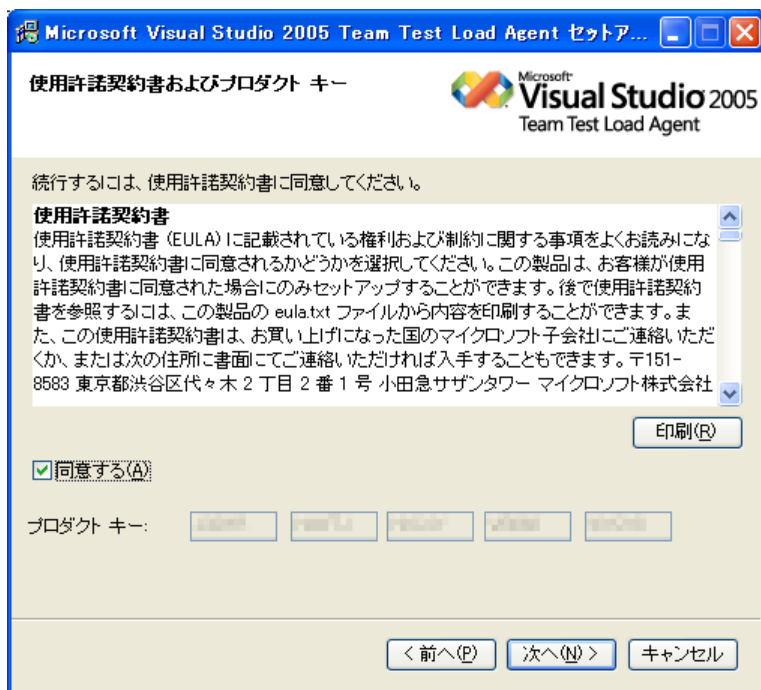 Microsoft Visual Studio 2005 Team Test Load Agent セットア...
使用許諾契約書およびプロダクト キー
Microsoft
Visual Studio 2005
Team Test Load Agent
続行するには、使用許諾契約書に同意してください。
使用許諾契約書
使用許諾契約書 (EULA) に記載されている権利および制約に関する事項をよくお読みにな
り、使用許諾契約書に同意されるかどうかを選択してください。この製品は、お客様が使用
許諾契約書に同意された場合にのみセットアップすることができます。後で使用許諾契約
書を参照するには、この製品の eula.txt ファイルから内容を印刷することができます。ま
た、この使用許諾契約書は、お買い上げになった国のマイクロソフト子会社にご連絡いただ
くか、または次の住所に書面にてご連絡いただければ入手することもできます。〒151-
8583 東京都渋谷区代々木 2 丁目 2 番 1 号 小田急サザンタワー マイクロソフト株式会社
印刷(R)
同意する(A)
プロダクト キー:
< 前へ(P)
次へ(N) >
キャンセル